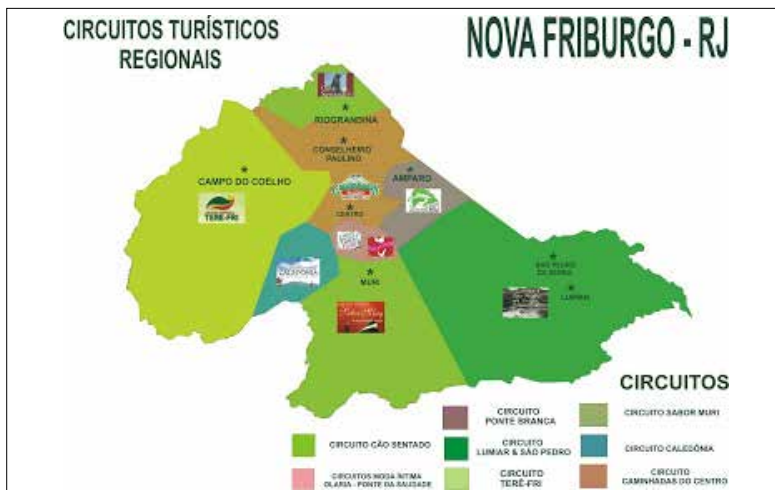 CIRCUITOS TURÍSTICOS
REGIONAIS
NOVA FRIBURGO - RJ
RIOGRANDINA
CONSELHEIRO
PAULINO
CAMPO DO COELHO
AMPARO
TERÊ-FRI
CENTRO
CALEDÔNIA
MURI
SÃO PEDRO
DA SERRA
LUMIAR
CIRCUITOS
CIRCUITO
PONTE BRANCA
CIRCUITO SABOR MURI
CIRCUITO CÃO SENTADO
CIRCUITO
LUMIAR & SÃO PEDRO
CIRCUITO CALEDÔNIA
CIRCUITOS MODA ÍNTIMA
OLARIA - PONTE DA SAUDADE
CIRCUITO
TERÊ-FRI
CIRCUITO
CAMINHADAS DO CENTRO